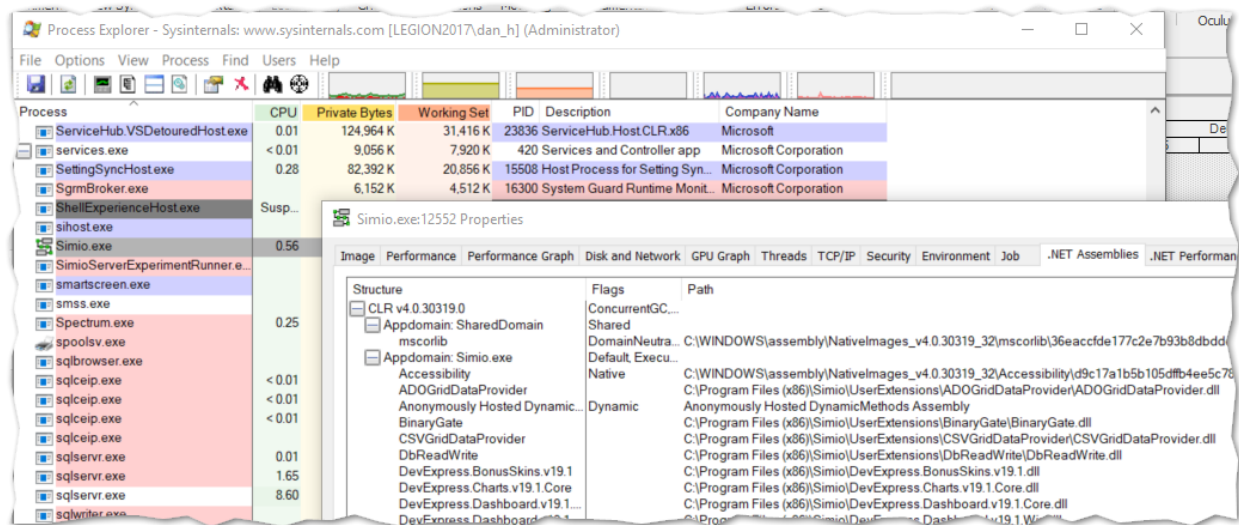 Oculu
Process Explorer - Sysinternals: www.sysinternals.com [LEGION2017\dan_h] (Administrator)
File Options View Process Find Users Help
Process CPU Private Bytes Working Set PID Description Company Name
De
ServiceHub.VSDetouredHost.exe 0.01 124,964 K 31,416 K 23836 ServiceHub.Host.CLR.x86 Microsoft
services.exe < 0.01 9,056 K 7,920 K 420 Services and Controller app Microsoft Corporation
SettingSyncHost.exe 0.28 82,392 K 20,856 K 15508 Host Process for Setting Syn... Microsoft Corporation
SgrmBroker.exe 6,152 K 4,512 K 16300 System Guard Runtime Monit... Microsoft Corporation
ShellExperienceHost.exe Susp...
sihost.exe
Simio.exe 0.56
SimioServerExperimentRunner.e...
smartscreen.exe
smss.exe
Spectrum.exe 0.25
spoolsv.exe
sqlbrowser.exe
sqlceip.exe < 0.01
sqlceip.exe < 0.01
sqlceip.exe < 0.01
sqlceip.exe
sqlservr.exe 0.01
sqlservr.exe 1.65
sqlservr.exe 8.60
sqlwriter.exe
Simio.exe:12552 Properties
Image Performance Performance Graph Disk and Network GPU Graph Threads TCP/IP Security Environment Job .NET Assemblies .NET Performan
Structure Flags Path
CLR v4.0.30319.0 ConcurrentGC,...
Appdomain: SharedDomain Shared
mscorlib DomainNeutra... C:\WINDOWS\assembly\NativeImages_v4.0.30319_32\mscorlib\36eaccfde177c2e7b93b8dbdd
Appdomain: Simio.exe Default, Execu...
Accessibility Native C:\WINDOWS\assembly\NativeImages_v4.0.30319_32\Accessibility\d9c17a1b5b105dffb4ee5c78
ADOGridDataProvider C:\Program Files (x86)\Simio\UserExtensions\ADOGridDataProvider\ADOGridDataProvider.dll
Anonymously Hosted Dynamic... Dynamic Anonymously Hosted DynamicMethods Assembly
BinaryGate C:\Program Files (x86)\Simio\UserExtensions\BinaryGate\BinaryGate.dll
CSVGridDataProvider C:\Program Files (x86)\Simio\UserExtensions\CSVGridDataProvider\CSVGridDataProvider.dll
DbReadWrite C:\Program Files (x86)\Simio\UserExtensions\DbReadWrite\DbReadWrite.dll
DevExpress.BonusSkins.v19.1 C:\Program Files (x86)\Simio\DevExpress.BonusSkins.v19.1.dll
DevExpress.Charts.v19.1.Core C:\Program Files (x86)\Simio\DevExpress.Charts.v19.1.Core.dll
DevExpress.Dashboard.v19.1.... C:\Program Files (x86)\Simio\DevExpress.Dashboard.v19.1.Core.dll